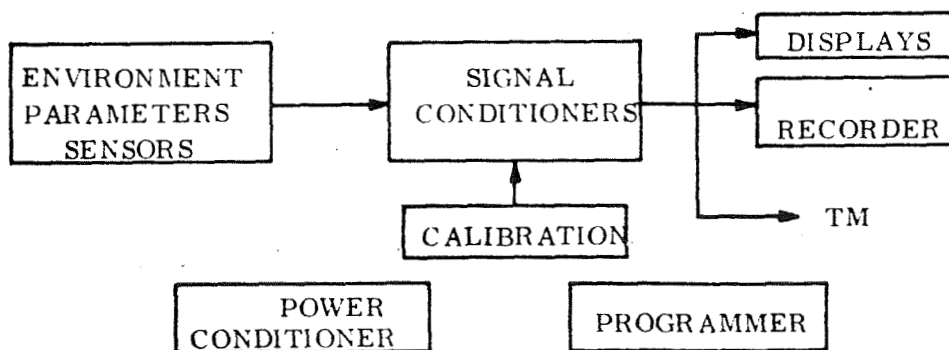 ENVIRONMENT
PARAMETERS
SENSORS
SIGNAL
CONDITIONERS
DISPLAYS
RECORDER
TM
CALIBRATION
POWER
CONDITIONER
PROGRAMMER